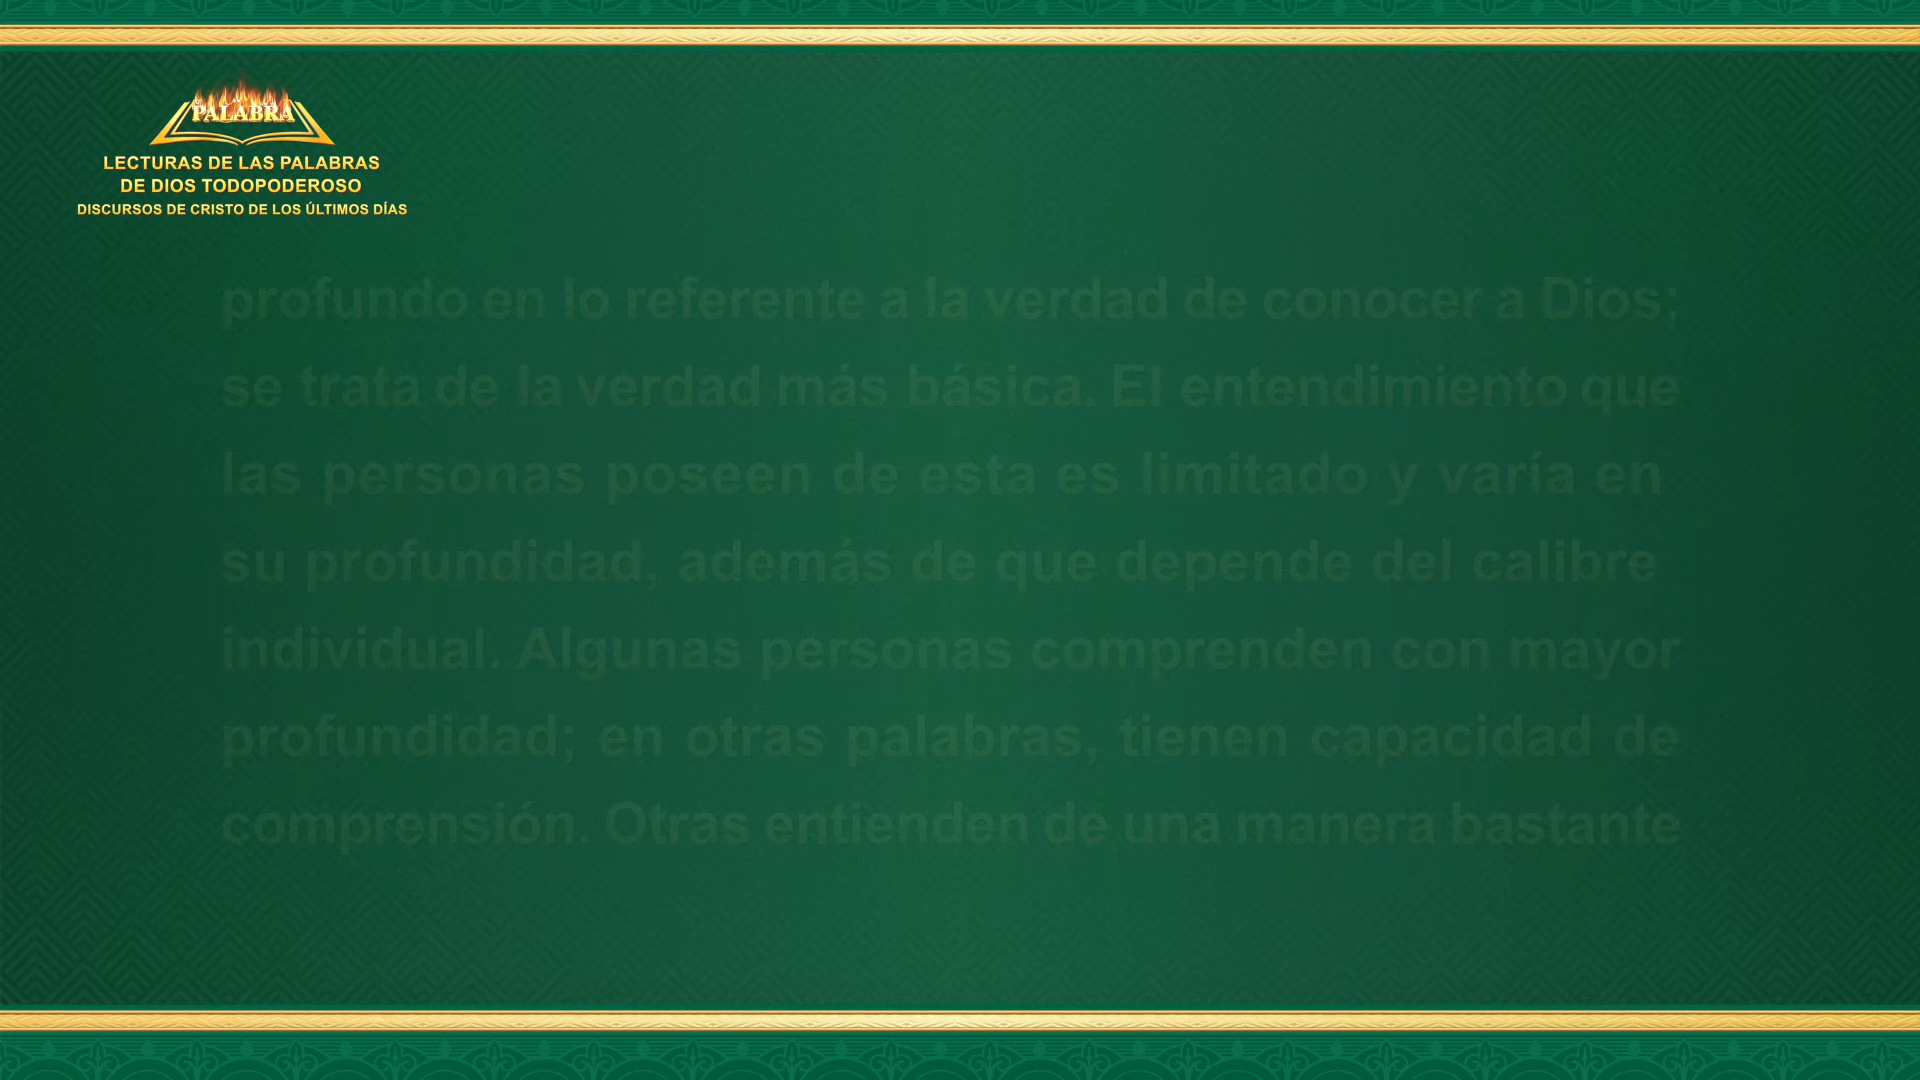 PALABRA
LECTURAS DE LAS PALABRAS
DE DIOS TODOPODEROSO
DISCURSOS DE CRISTO DE LOS ÚLTIMOS DÍAS
profundo en lo referente a la verdad de conocer a Dios;
se trata de la verdad más básica. El entendimiento que
las personas poseen de esta es limitado y varía en
su profundidad, además de que depende del calibre
individual. Algunas personas comprenden con mayor
profundidad; en otras palabras, tienen capacidad de
comprensión. Otras entienden de una manera bastante